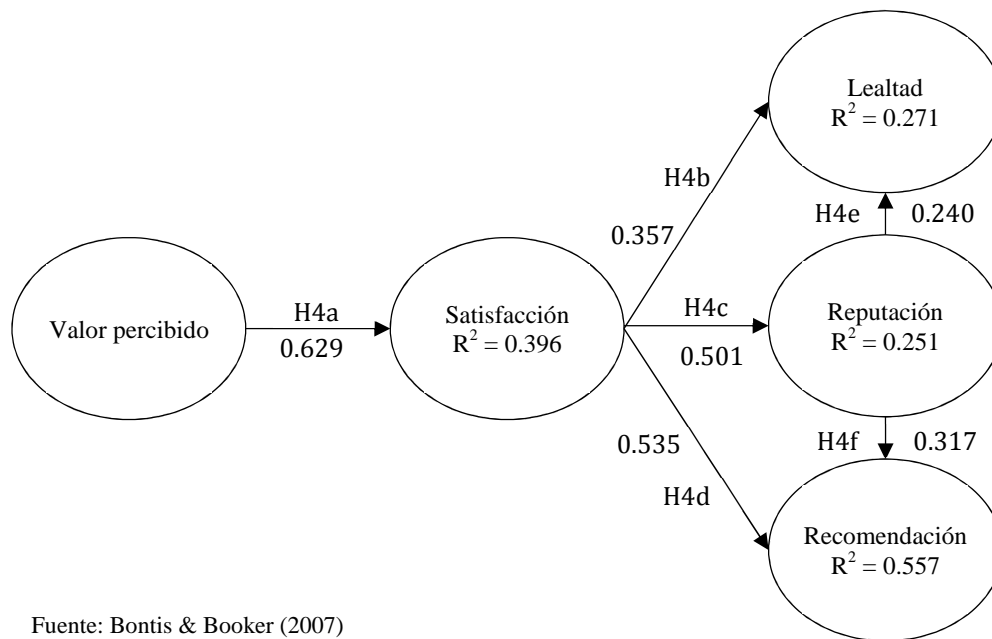 Lealtad
R² = 0.271
H4b
0.357
H4e
0.240
Valor percibido
H4a
0.629
Satisfacción
R² = 0.396
H4c
0.501
Reputación
R² = 0.251
0.535
H4d
H4f
0.317
Recomendación
R² = 0.557
Fuente: Bontis & Booker (2007)